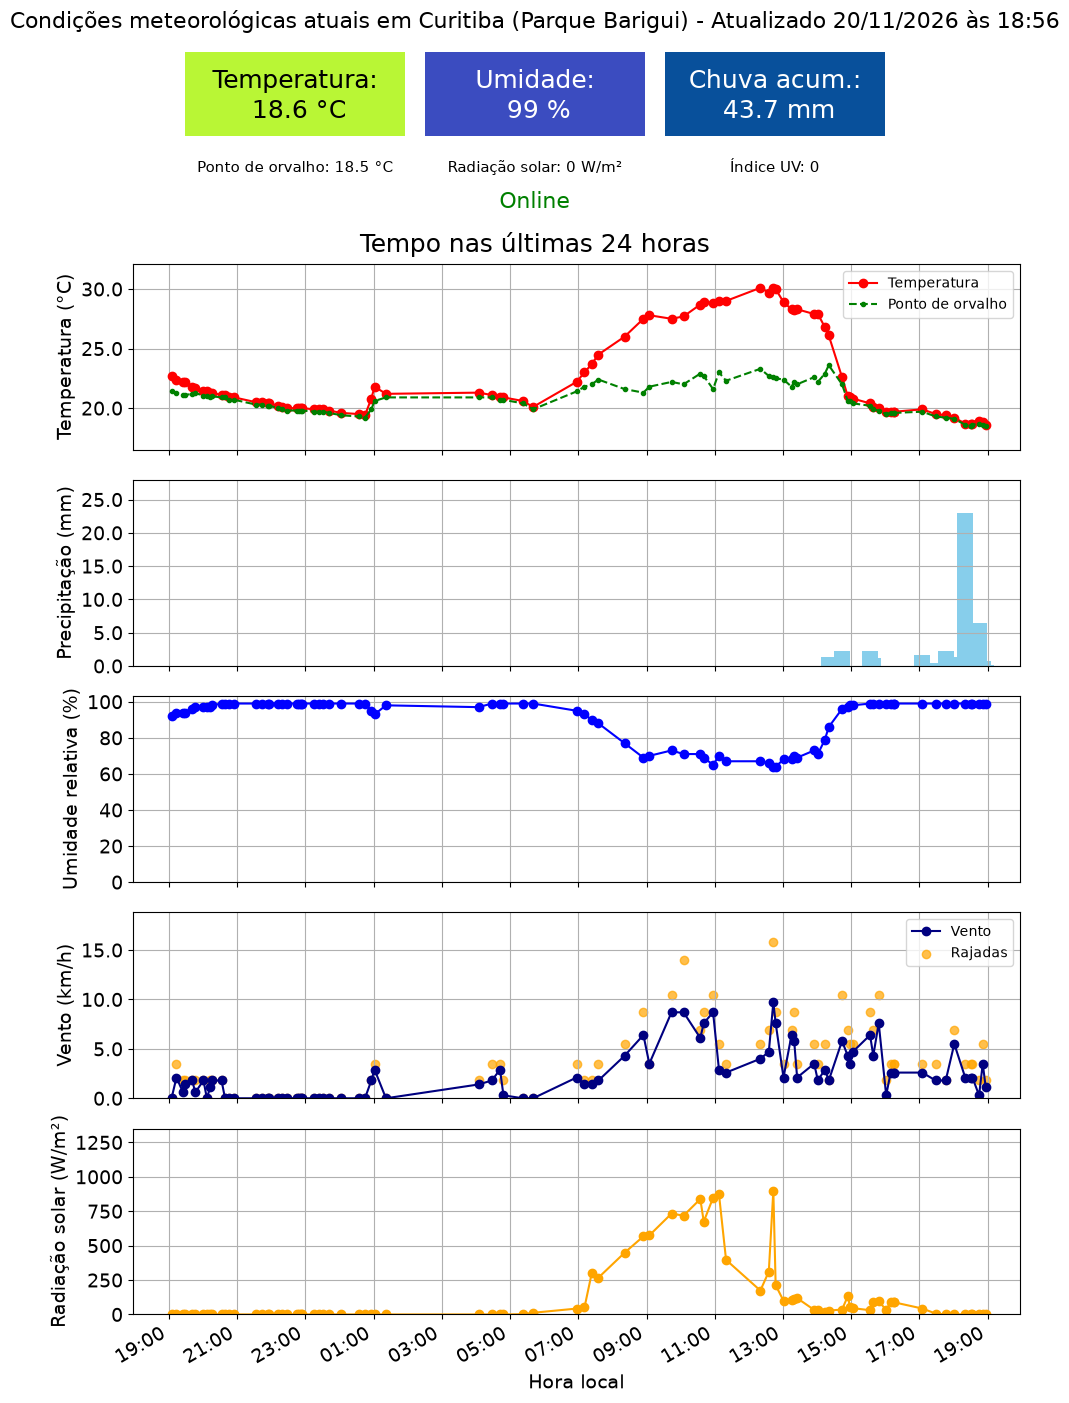 Condições meteorológicas atuais em Curitiba (Parque Barigui) - Atualizado 20/11/2026 às 18:56
Temperatura:
18.6 °C
Umidade:
99 %
Chuva acum.:
43.7 mm
Ponto de orvalho: 18.5 °C
Radiação solar: 0 W/m²
Índice UV: 0
Online
Tempo nas últimas 24 horas
Temperatura (°C)
30.0
25.0
20.0
Temperatura
Ponto de orvalho
Precipitação (mm)
25.0
20.0
15.0
10.0
5.0
0.0
Umidade relativa (%)
100
80
60
40
20
0
Vento (km/h)
15.0
10.0
5.0
0.0
Vento
Rajadas
Radiação solar (W/m²)
1250
1000
750
500
250
0
19:00
21:00
23:00
01:00
03:00
05:00
07:00
09:00
11:00
13:00
15:00
17:00
19:00
Hora local